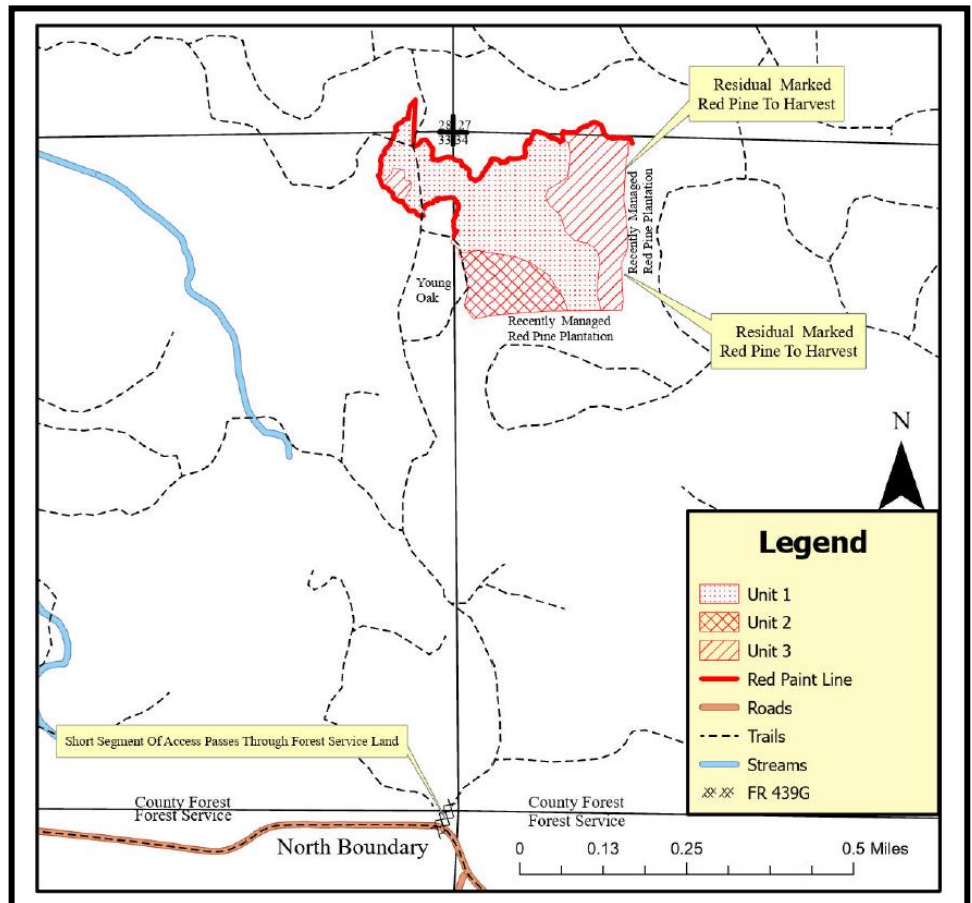 Residual Marked
Red Pine To Harvest
28 27
33 34
Recently Managed
Red Pine Plantation
Young
Oak
Recently Managed
Red Pine Plantation
Residual Marked
Red Pine To Harvest
N
Legend
Unit 1
Unit 2
Unit 3
Red Paint Line
Roads
Trails
Streams
FR 439G
Short Segment Of Access Passes Through Forest Service Land
County Forest
Forest Service
County Forest
Forest Service
North Boundary
0 0.13 0.25 0.5 Miles